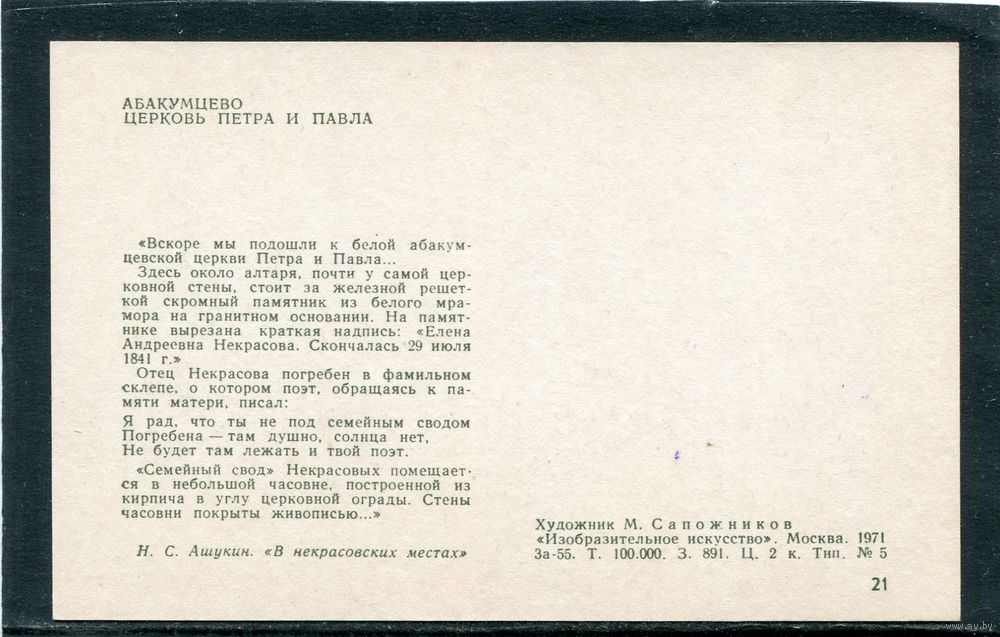 АБАКУМЦЕВО
ЦЕРКОВЬ ПЕТРА И ПАВЛА
«Вскоре мы подошли к белой абакум-
цевской церкви Петра и Павла...
Здесь около алтаря, почти у самой цер-
ковной стены, стоит за железной решет-
кой скромный памятник из белого мра-
мора на гранитном основании. На памят-
нике вырезана краткая надпись: «Елена
Андреевна Некрасова. Скончалась 29 июля
1841 г.»
Отец Некрасова погребен в фамильном
склепе, о котором поэт, обращаясь к па-
мяти матери, писал:
Я рад, что ты не под семейным сводом
Погребена — там душно, солнца нет,
Не будет там лежать и твой поэт.
«Семейный свод» Некрасовых помещает-
ся в небольшой часовне, построенной из
кирпича в углу церковной ограды. Стены
часовни покрыты живописью...»
Н. С. Ашукин. «В некрасовских местах»
Художник М. Сапожников
«Изобразительное искусство». Москва. 1971
За-55. Т. 100.000. З. 891. Ц. 2 к. Тип. № 5
21
www.ay.by